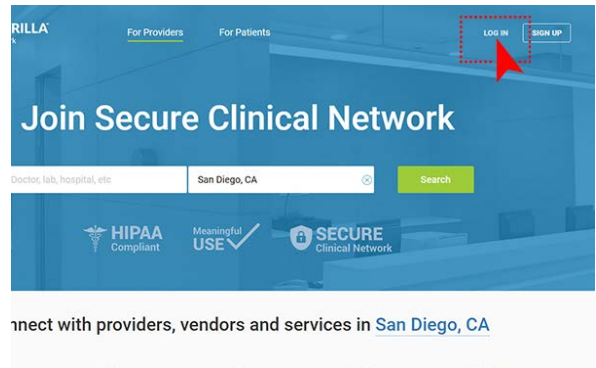 RILLA
For Providers
For Patients
LOG IN
SIGN UP
Join Secure Clinical Network
Doctor, lab, hospital, etc
San Diego, CA
Search
HIPAA
Compliant
Meaningful
USE
SECURE
Clinical Network
nnect with providers, vendors and services in San Diego, CA